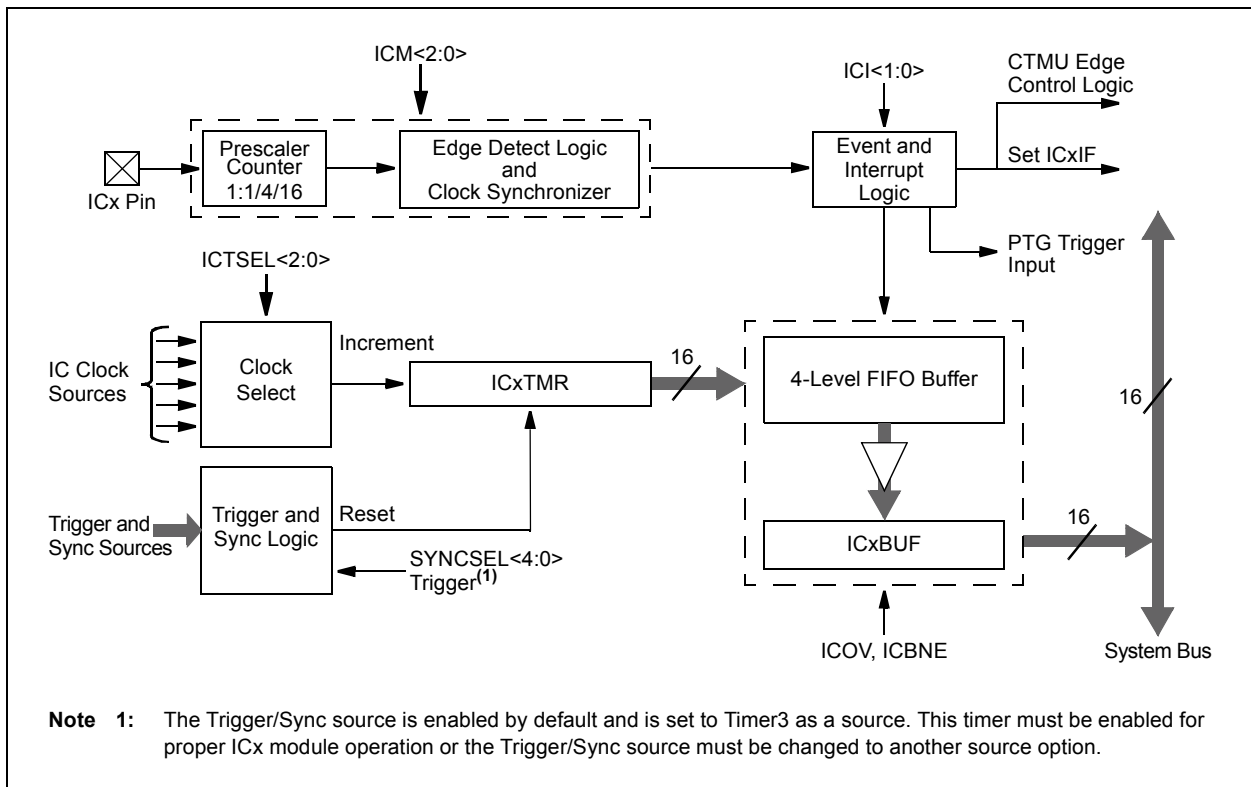 ICM<2:0>
ICI<1:0>
CTMU Edge
Control Logic
Prescaler
Counter
1:1/4/16
Edge Detect Logic
and
Clock Synchronizer
Event and
Interrupt
Logic
Set ICxIF
ICx Pin
PTG Trigger
Input
ICTSEL<2:0>
IC Clock
Sources
Clock
Select
Increment
ICxTMR
16
4-Level FIFO Buffer
16
Trigger and
Sync Sources
Trigger and
Sync Logic
Reset
SYNCSEL<4:0>
Trigger(1)
ICxBUF
16
ICOV, ICBNE
System Bus
Note 1: The Trigger/Sync source is enabled by default and is set to Timer3 as a source. This timer must be enabled for
proper ICx module operation or the Trigger/Sync source must be changed to another source option.